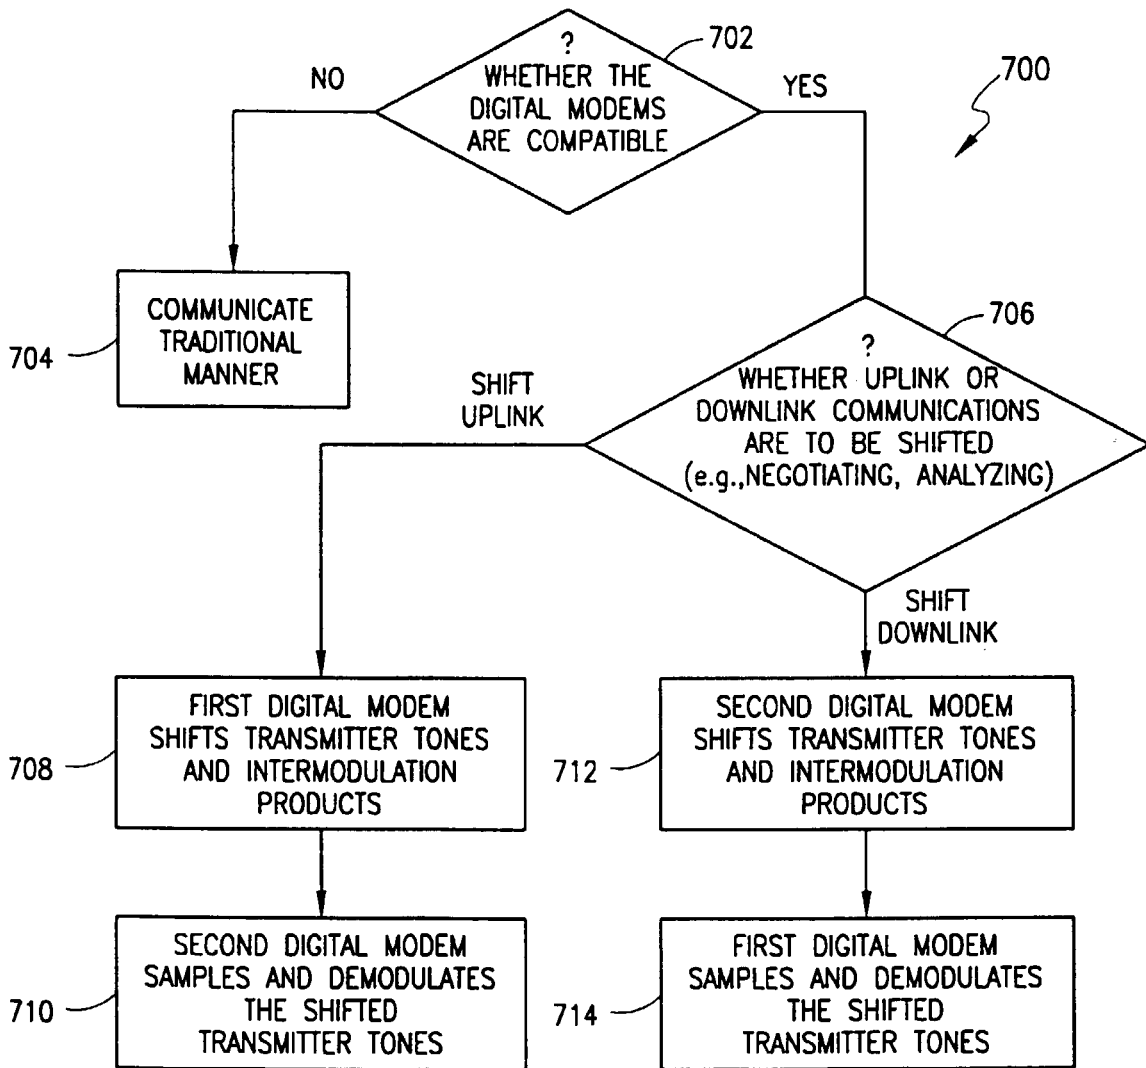 ?
WHETHER THE
DIGITAL MODEMS
ARE COMPATIBLE
702
NO
YES
700
COMMUNICATE
TRADITIONAL
MANNER
704
?
WHETHER UPLINK OR
DOWNLINK COMMUNICATIONS
ARE TO BE SHIFTED
(e.g.,NEGOTIATING, ANALYZING)
706
SHIFT
UPLINK
SHIFT
DOWNLINK
FIRST DIGITAL MODEM
SHIFTS TRANSMITTER TONES
AND INTERMODULATION
PRODUCTS
708
SECOND DIGITAL MODEM
SHIFTS TRANSMITTER TONES
AND INTERMODULATION
PRODUCTS
712
SECOND DIGITAL MODEM
SAMPLES AND DEMODULATES
THE SHIFTED
TRANSMITTER TONES
710
FIRST DIGITAL MODEM
SAMPLES AND DEMODULATES
THE SHIFTED
TRANSMITTER TONES
714